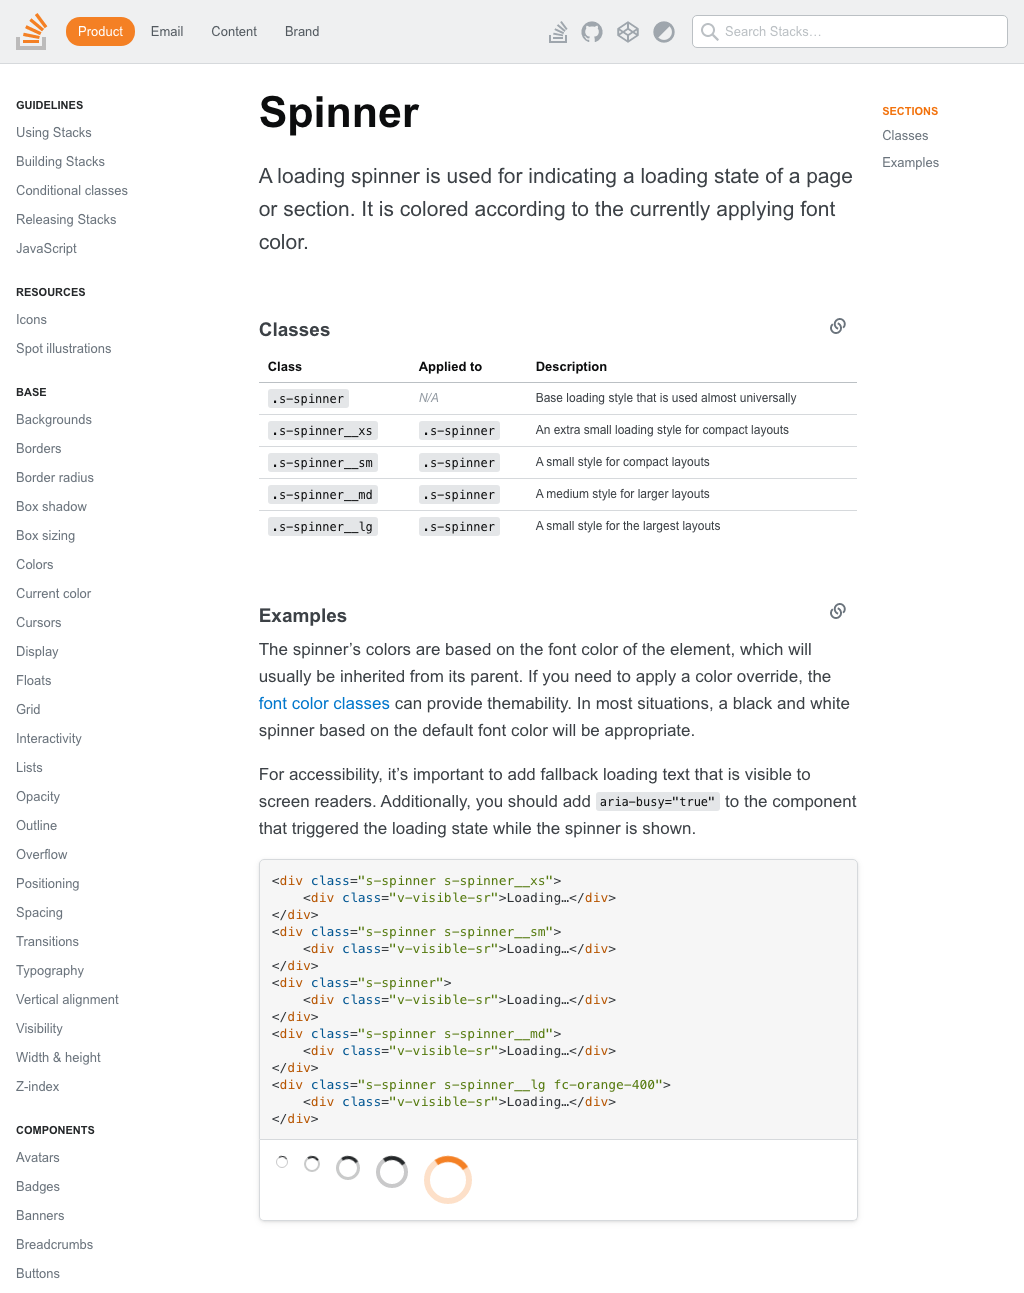 Product Email Content Brand
Search Stacks...
GUIDELINES
Using Stacks
Building Stacks
Conditional classes
Releasing Stacks
JavaScript
RESOURCES
Icons
Spot illustrations
BASE
Backgrounds
Borders
Border radius
Box shadow
Box sizing
Colors
Current color
Cursors
Display
Floats
Grid
Interactivity
Lists
Opacity
Outline
Overflow
Positioning
Spacing
Transitions
Typography
Vertical alignment
Visibility
Width & height
Z-index
COMPONENTS
Avatars
Badges
Banners
Breadcrumbs
Buttons
Spinner
A loading spinner is used for indicating a loading state of a page
or section. It is colored according to the currently applying font
color.
Classes
Class Applied to Description
.s-spinner N/A Base loading style that is used almost universally
.s-spinner__xs .s-spinner An extra small loading style for compact layouts
.s-spinner__sm .s-spinner A small style for compact layouts
.s-spinner__md .s-spinner A medium style for larger layouts
.s-spinner__lg .s-spinner A small style for the largest layouts
Examples
The spinner’s colors are based on the font color of the element, which will
usually be inherited from its parent. If you need to apply a color override, the
font color classes can provide themability. In most situations, a black and white
spinner based on the default font color will be appropriate.
For accessibility, it’s important to add fallback loading text that is visible to
screen readers. Additionally, you should add aria-busy="true" to the component
that triggered the loading state while the spinner is shown.
<div class="s-spinner s-spinner__xs">
    <div class="v-visible-sr">Loading…</div>
</div>
<div class="s-spinner s-spinner__sm">
    <div class="v-visible-sr">Loading…</div>
</div>
<div class="s-spinner">
    <div class="v-visible-sr">Loading…</div>
</div>
<div class="s-spinner s-spinner__md">
    <div class="v-visible-sr">Loading…</div>
</div>
<div class="s-spinner s-spinner__lg fc-orange-400">
    <div class="v-visible-sr">Loading…</div>
</div>
SECTIONS
Classes
Examples